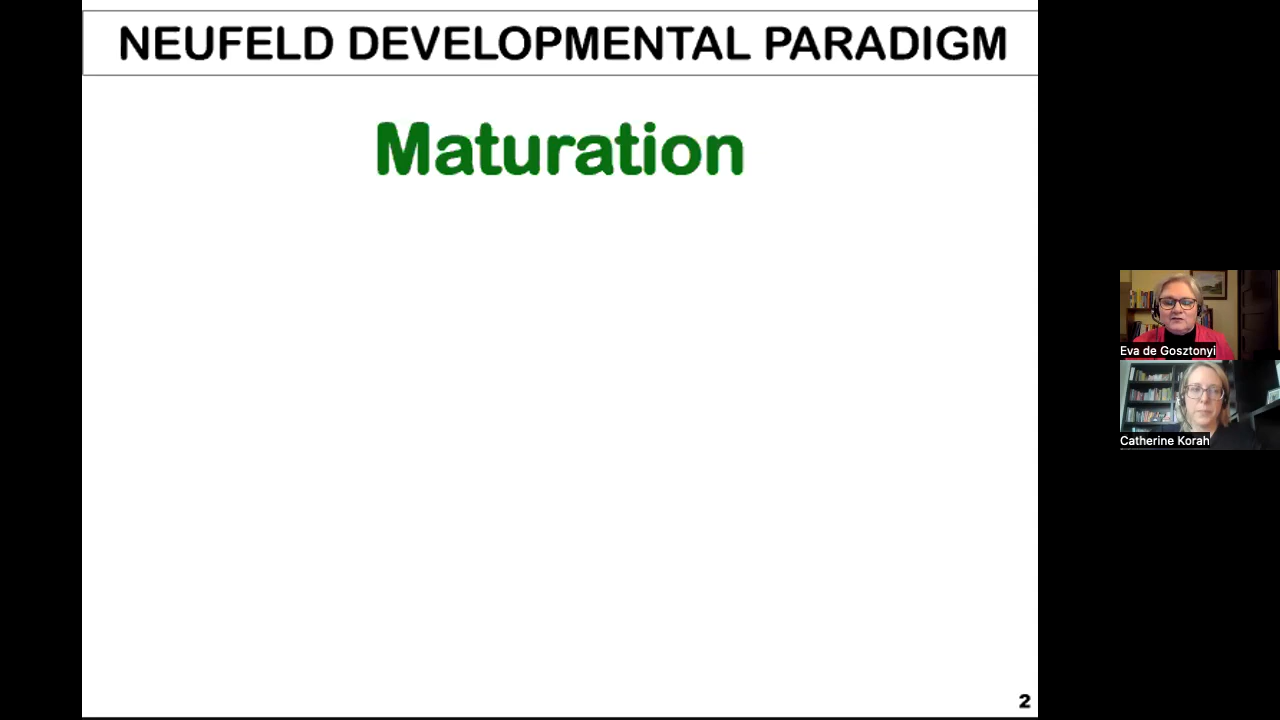 NEUFELD DEVELOPMENTAL PARADIGM
Maturation
Eva de Gosztonyi
Catherine Korah
2